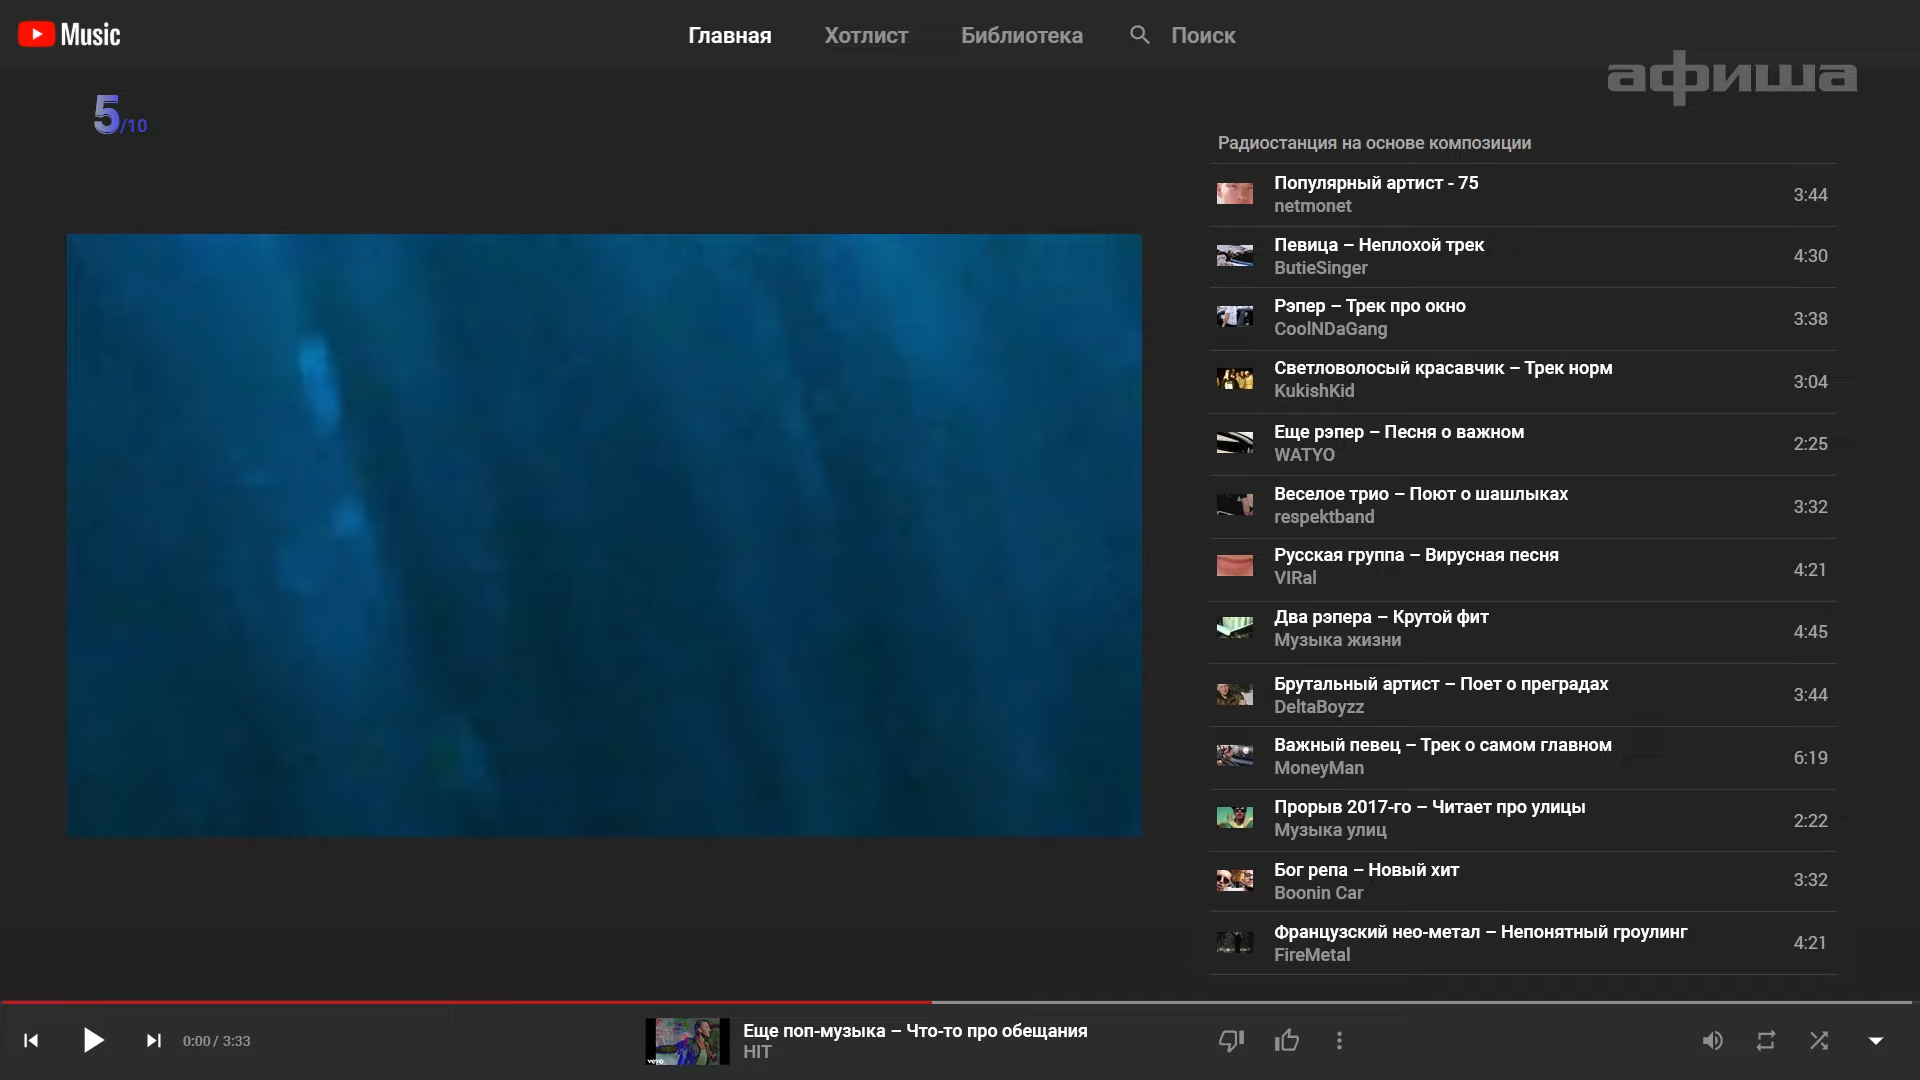 Music
Главная
Хотлист
Библиотека
Поиск
афиша
5/10
Радиостанция на основе композиции
Популярный артист - 75
netmonet
3:44
Певица – Неплохой трек
ButieSinger
4:30
Рэпер – Трек про окно
CoolNDaGang
3:38
Светловолосый красавчик – Трек норм
KukishKid
3:04
Еще рэпер – Песня о важном
WATYO
2:25
Веселое трио – Поют о шашлыках
respektband
3:32
Русская группа – Вирусная песня
VIRal
4:21
Два рэпера – Крутой фит
Музыка жизни
4:45
Брутальный артист – Поет о преградах
DeltaBoyzz
3:44
Важный певец – Трек о самом главном
MoneyMan
6:19
Прорыв 2017-го – Читает про улицы
Музыка улиц
2:22
Бог репа – Новый хит
Boonin Car
3:32
Французский нео-метал – Непонятный гроулинг
FireMetal
4:21
0:00 / 3:33
vevo
Еще поп-музыка – Что-то про обещания
HIT